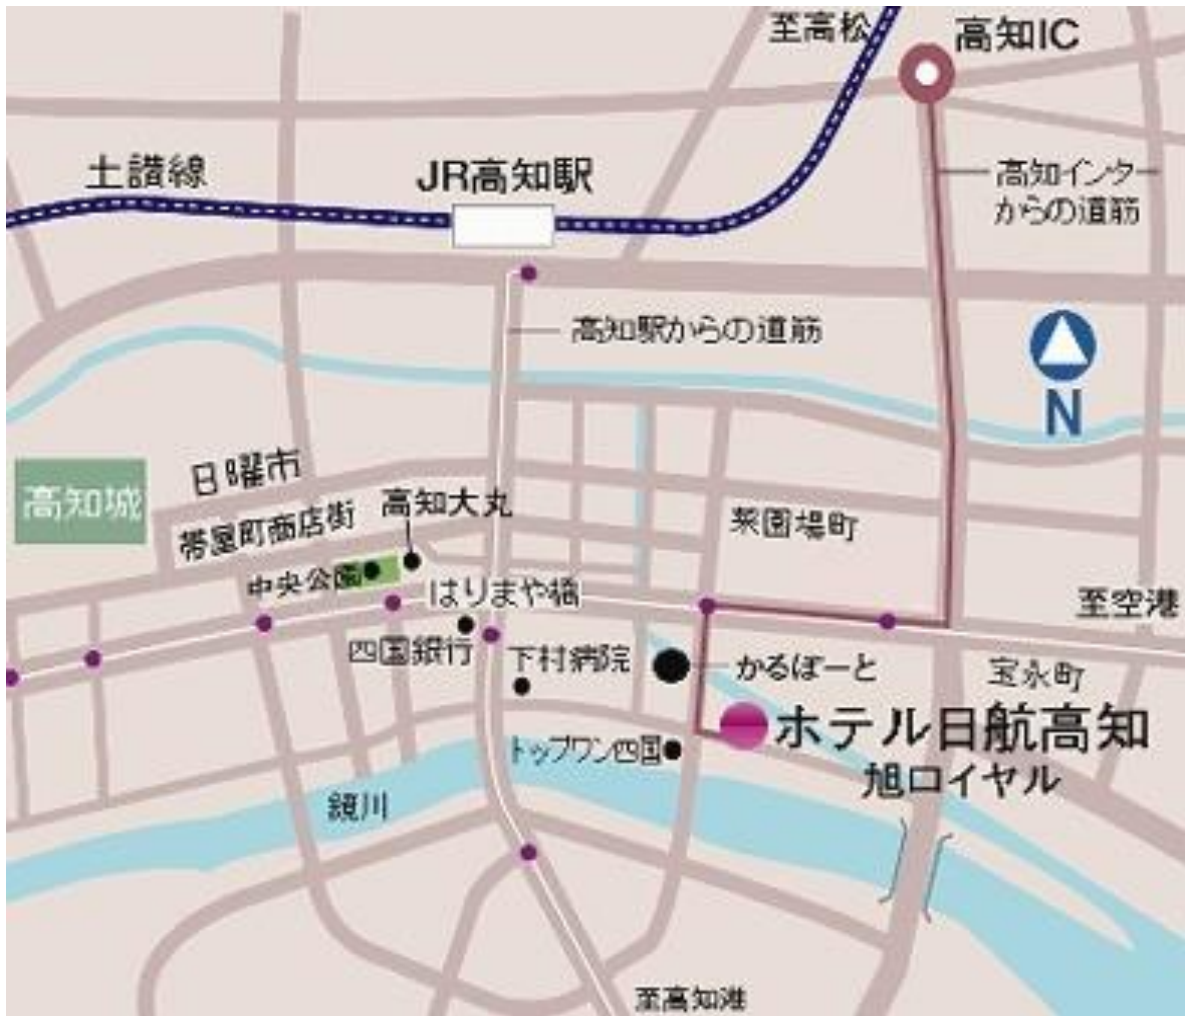 至高松
高知IC
土讃線
JR高知駅
高知インター
からの道筋
高知駅からの道筋
N
日曜市
高知城
帯屋町商店街
高知大丸
菜園場町
中央公園
はりまや橋
至空港
四国銀行
下村病院
かるぽーと
宝永町
ホテル日航高知
旭ロイヤル
トップワン四国
鏡川
至高知港